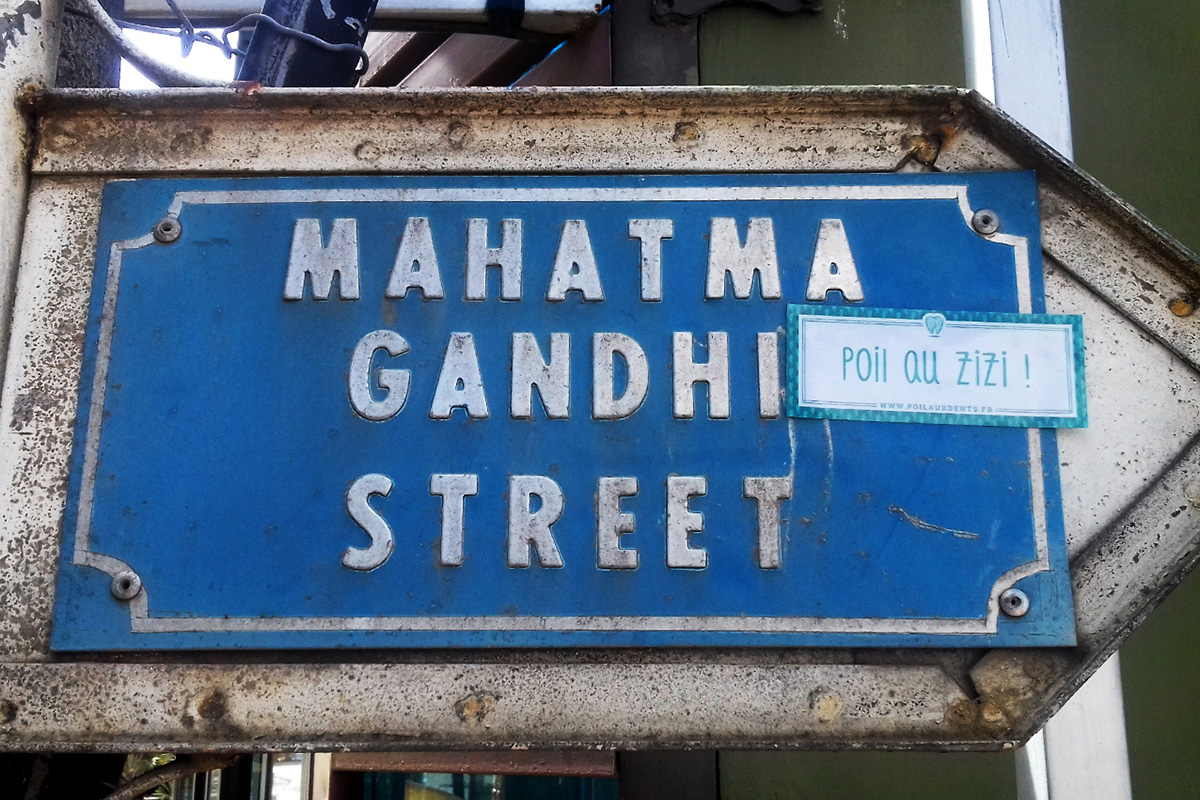 MAHATMA
GANDHI
POIL AU ZIZI !
WWW.POILAUXDENTS.FR
STREET